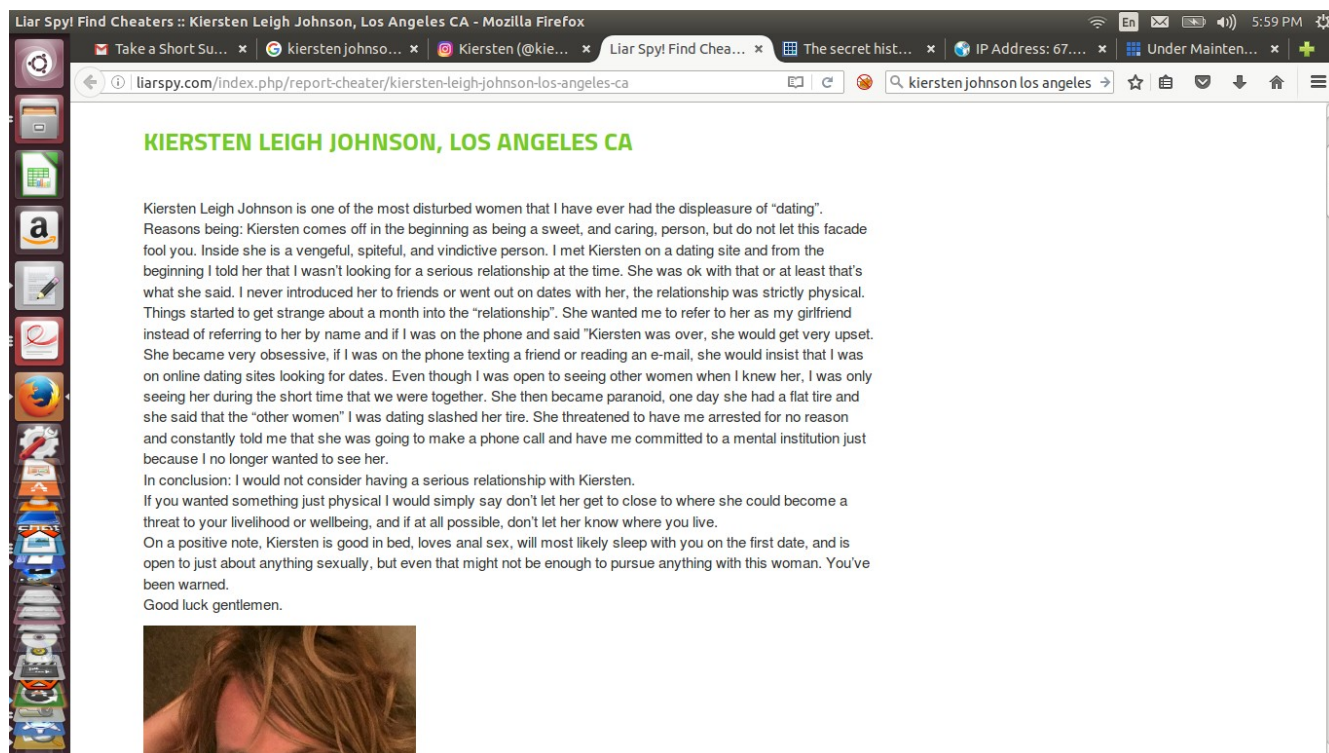 Liar Spy! Find Cheaters :: Kiersten Leigh Johnson, Los Angeles CA - Mozilla Firefox
En
5:59 PM
Take a Short Su...
kiersten johnso...
Kiersten (@kie...
Liar Spy! Find Chea...
The secret hist...
IP Address: 67....
Under Mainten...
liarspy.com/index.php/report-cheater/kiersten-leigh-johnson-los-angeles-ca
kiersten johnson los angeles
KIERSTEN LEIGH JOHNSON, LOS ANGELES CA
Kiersten Leigh Johnson is one of the most disturbed women that I have ever had the displeasure of “dating”.
Reasons being: Kiersten comes off in the beginning as being a sweet, and caring, person, but do not let this facade
fool you. Inside she is a vengeful, spiteful, and vindictive person. I met Kiersten on a dating site and from the
beginning I told her that I wasn’t looking for a serious relationship at the time. She was ok with that or at least that’s
what she said. I never introduced her to friends or went out on dates with her, the relationship was strictly physical.
Things started to get strange about a month into the “relationship”. She wanted me to refer to her as my girlfriend
instead of referring to her by name and if I was on the phone and said ”Kiersten was over, she would get very upset.
She became very obsessive, if I was on the phone texting a friend or reading an e-mail, she would insist that I was
on online dating sites looking for dates. Even though I was open to seeing other women when I knew her, I was only
seeing her during the short time that we were together. She then became paranoid, one day she had a flat tire and
she said that the “other women” I was dating slashed her tire. She threatened to have me arrested for no reason
and constantly told me that she was going to make a phone call and have me committed to a mental institution just
because I no longer wanted to see her.
In conclusion: I would not consider having a serious relationship with Kiersten.
If you wanted something just physical I would simply say don’t let her get to close to where she could become a
threat to your livelihood or wellbeing, and if at all possible, don’t let her know where you live.
On a positive note, Kiersten is good in bed, loves anal sex, will most likely sleep with you on the first date, and is
open to just about anything sexually, but even that might not be enough to pursue anything with this woman. You’ve
been warned.
Good luck gentlemen.